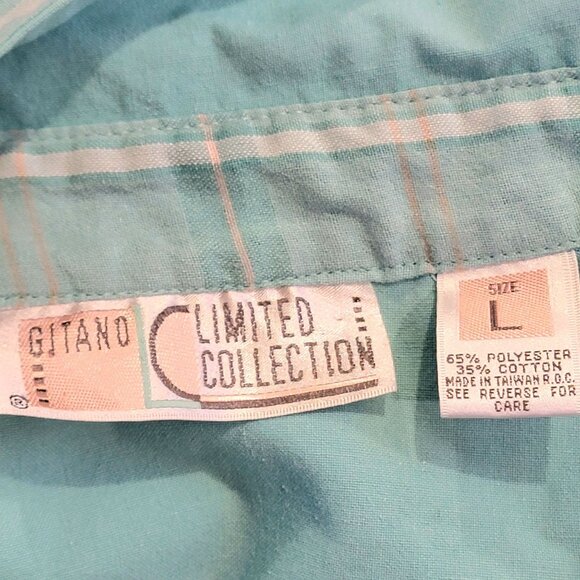 GITANO
®
LIMITED
COLLECTION
SIZE
L
65% POLYESTER
35% COTTON
MADE IN TAIWAN R.O.C.
SEE REVERSE FOR
CARE